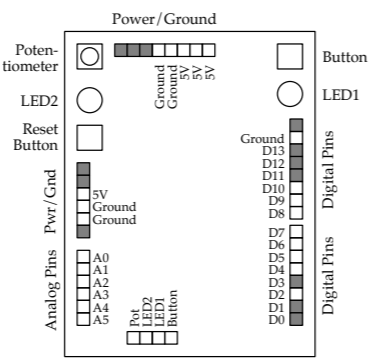 Power/Ground
Poten-
tiometer
Ground
Ground
5V
5V
5V
Button
LED2
LED1
Reset
Button
Pwr/Gnd
5V
Ground
Ground
Ground
D13
D12
D11
D10
D9
D8
Digital Pins
Analog Pins
A0
A1
A2
A3
A4
A5
D7
D6
D5
D4
D3
D2
D1
D0
Digital Pins
Pot
LED2
LED1
Button